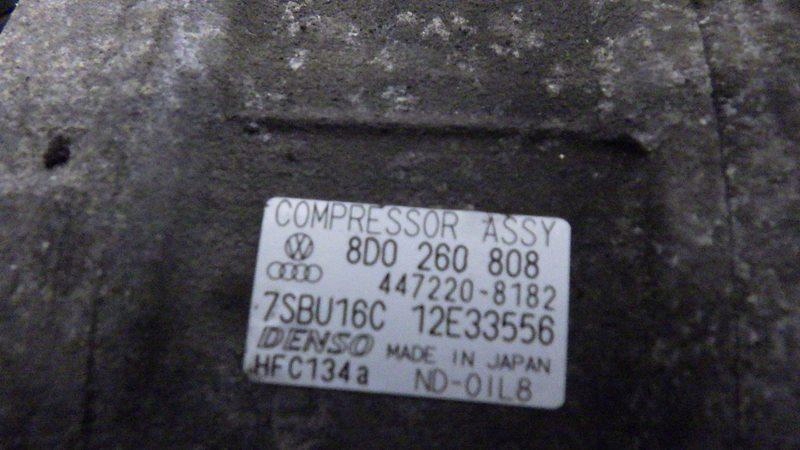 COMPRESSOR ASSY
8D0 260 808
447220-8182
7SBU16C 12E33556
DENSO MADE IN JAPAN
HFC134a ND-OIL8